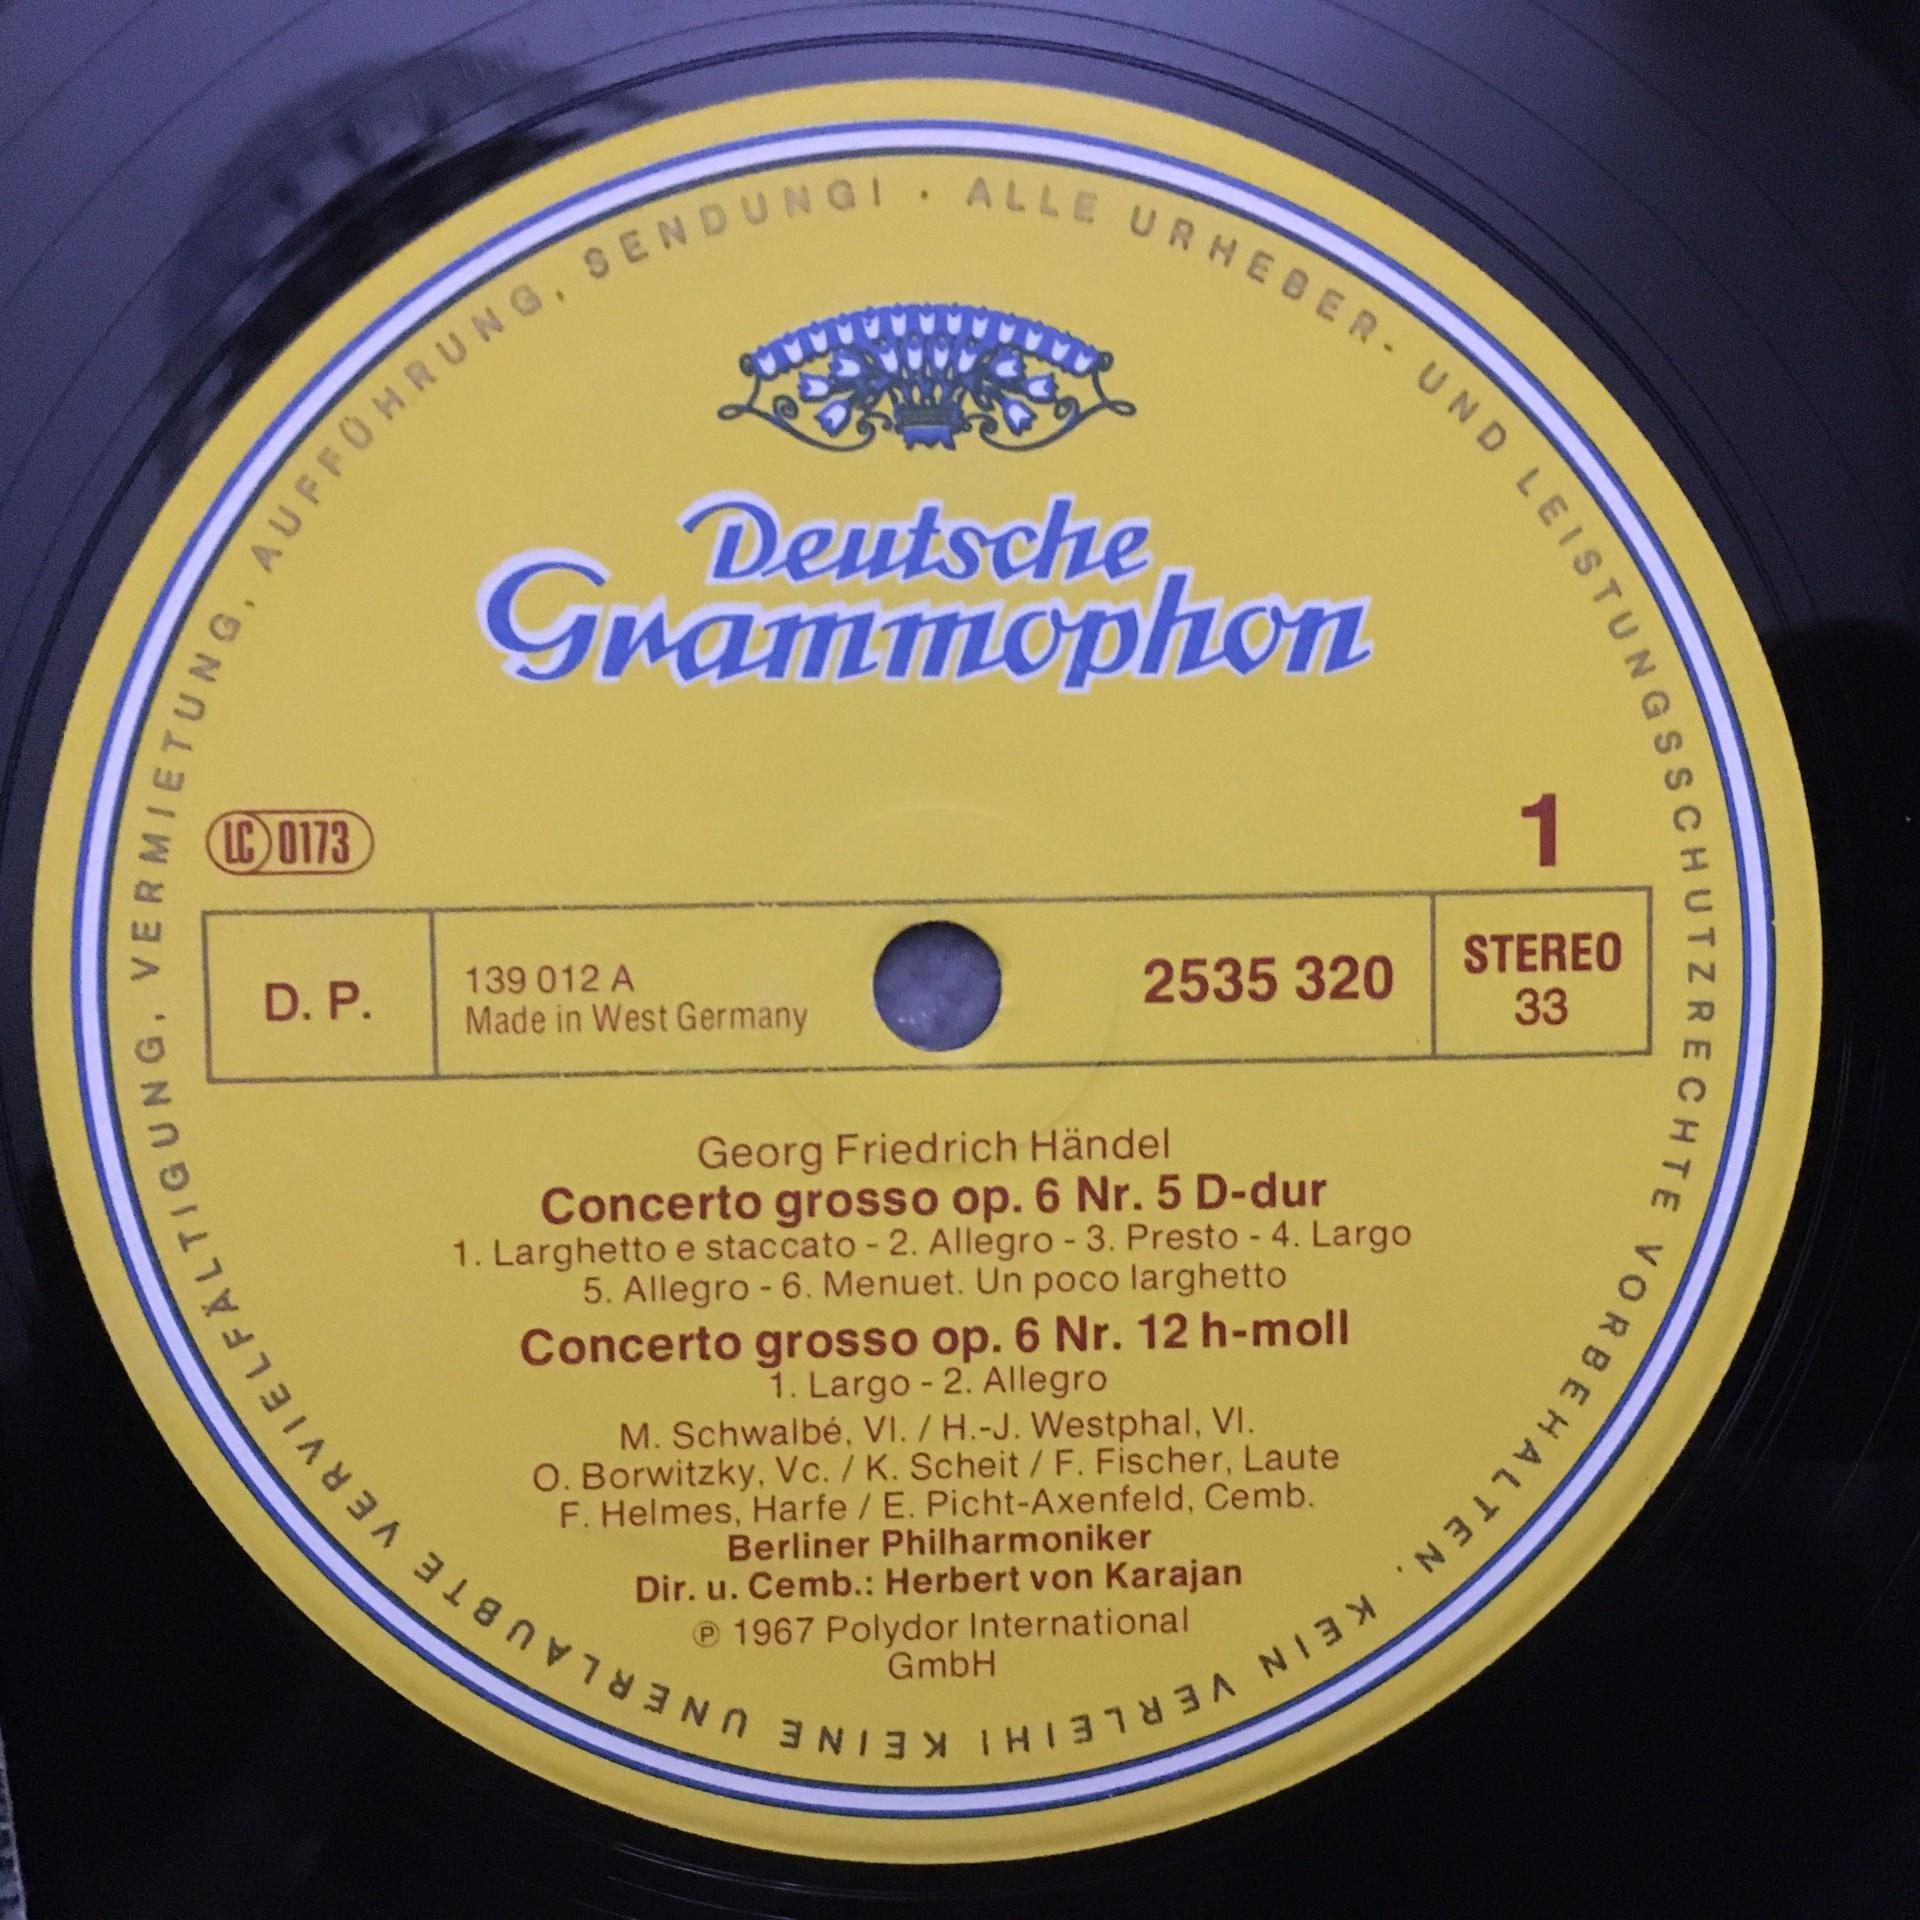 ALLE URHEBER- UND LEISTUNGSSCHUTZRECHTE VORBEHALTEN. KEIN VERLEIH! KEINE UNERLAUBTE VERVIELFÄLTIGUNG, VERMIETUNG, AUFFÜHRUNG, SENDUNG! ·
Deutsche
Grammophon
LC 0173
1
D. P.
139 012 A
Made in West Germany
2535 320
STEREO
33
Georg Friedrich Händel
Concerto grosso op. 6 Nr. 5 D-dur
1. Larghetto e staccato - 2. Allegro - 3. Presto - 4. Largo
5. Allegro - 6. Menuet. Un poco larghetto
Concerto grosso op. 6 Nr. 12 h-moll
1. Largo - 2. Allegro
M. Schwalbé, Vl. / H.-J. Westphal, Vl.
O. Borwitzky, Vc. / K. Scheit / F. Fischer, Laute
F. Helmes, Harfe / E. Picht-Axenfeld, Cemb.
Berliner Philharmoniker
Dir. u. Cemb.: Herbert von Karajan
℗ 1967 Polydor International
GmbH